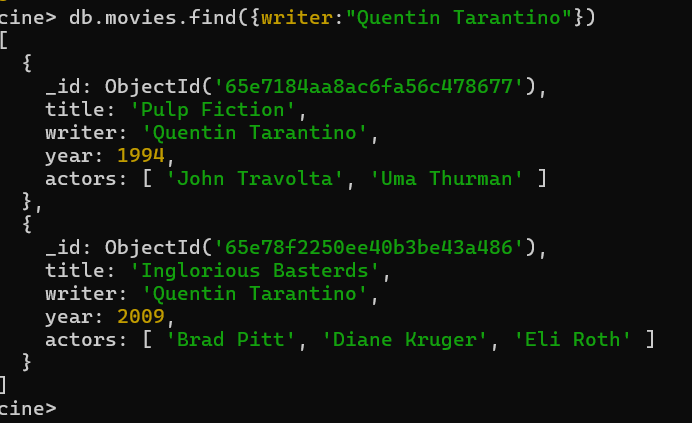 cine> db.movies.find({writer:"Quentin Tarantino"})
[
  {
    _id: ObjectId('65e7184aa8ac6fa56c478677'),
    title: 'Pulp Fiction',
    writer: 'Quentin Tarantino',
    year: 1994,
    actors: [ 'John Travolta', 'Uma Thurman' ]
  },
  {
    _id: ObjectId('65e78f2250ee40b3be43a486'),
    title: 'Inglorious Basterds',
    writer: 'Quentin Tarantino',
    year: 2009,
    actors: [ 'Brad Pitt', 'Diane Kruger', 'Eli Roth' ]
  }
]
cine>